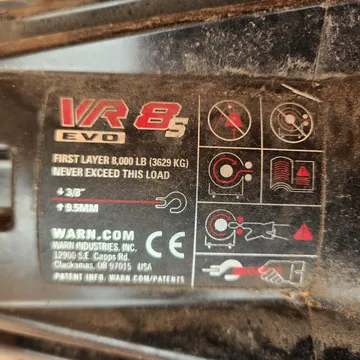 VR 8 S
EVO
FIRST LAYER 8,000 LB (3629 KG)
NEVER EXCEED THIS LOAD
3/8"
9.5MM
WARN.COM
WARN INDUSTRIES, INC.
12900 S.E. Capps Rd.
Clackamas, OR 97015 USA
PATENT INFO. WARN.COM/PATENTS
CE